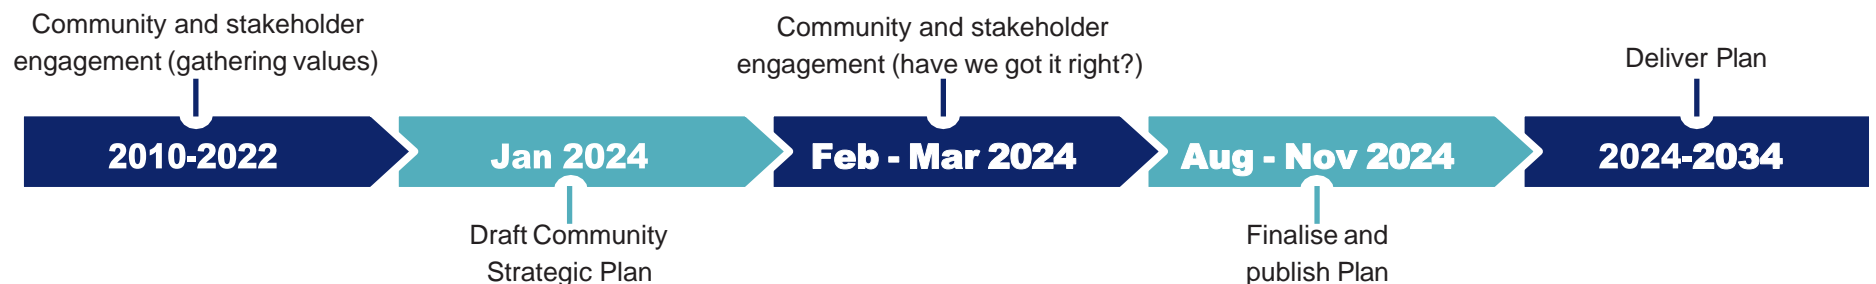 Community and stakeholder
engagement (gathering values)
Community and stakeholder
engagement (have we got it right?)
Deliver Plan
2010-2022
Jan 2024
Feb - Mar 2024
Aug - Nov 2024
2024-2034
Draft Community
Strategic Plan
Finalise and
publish Plan